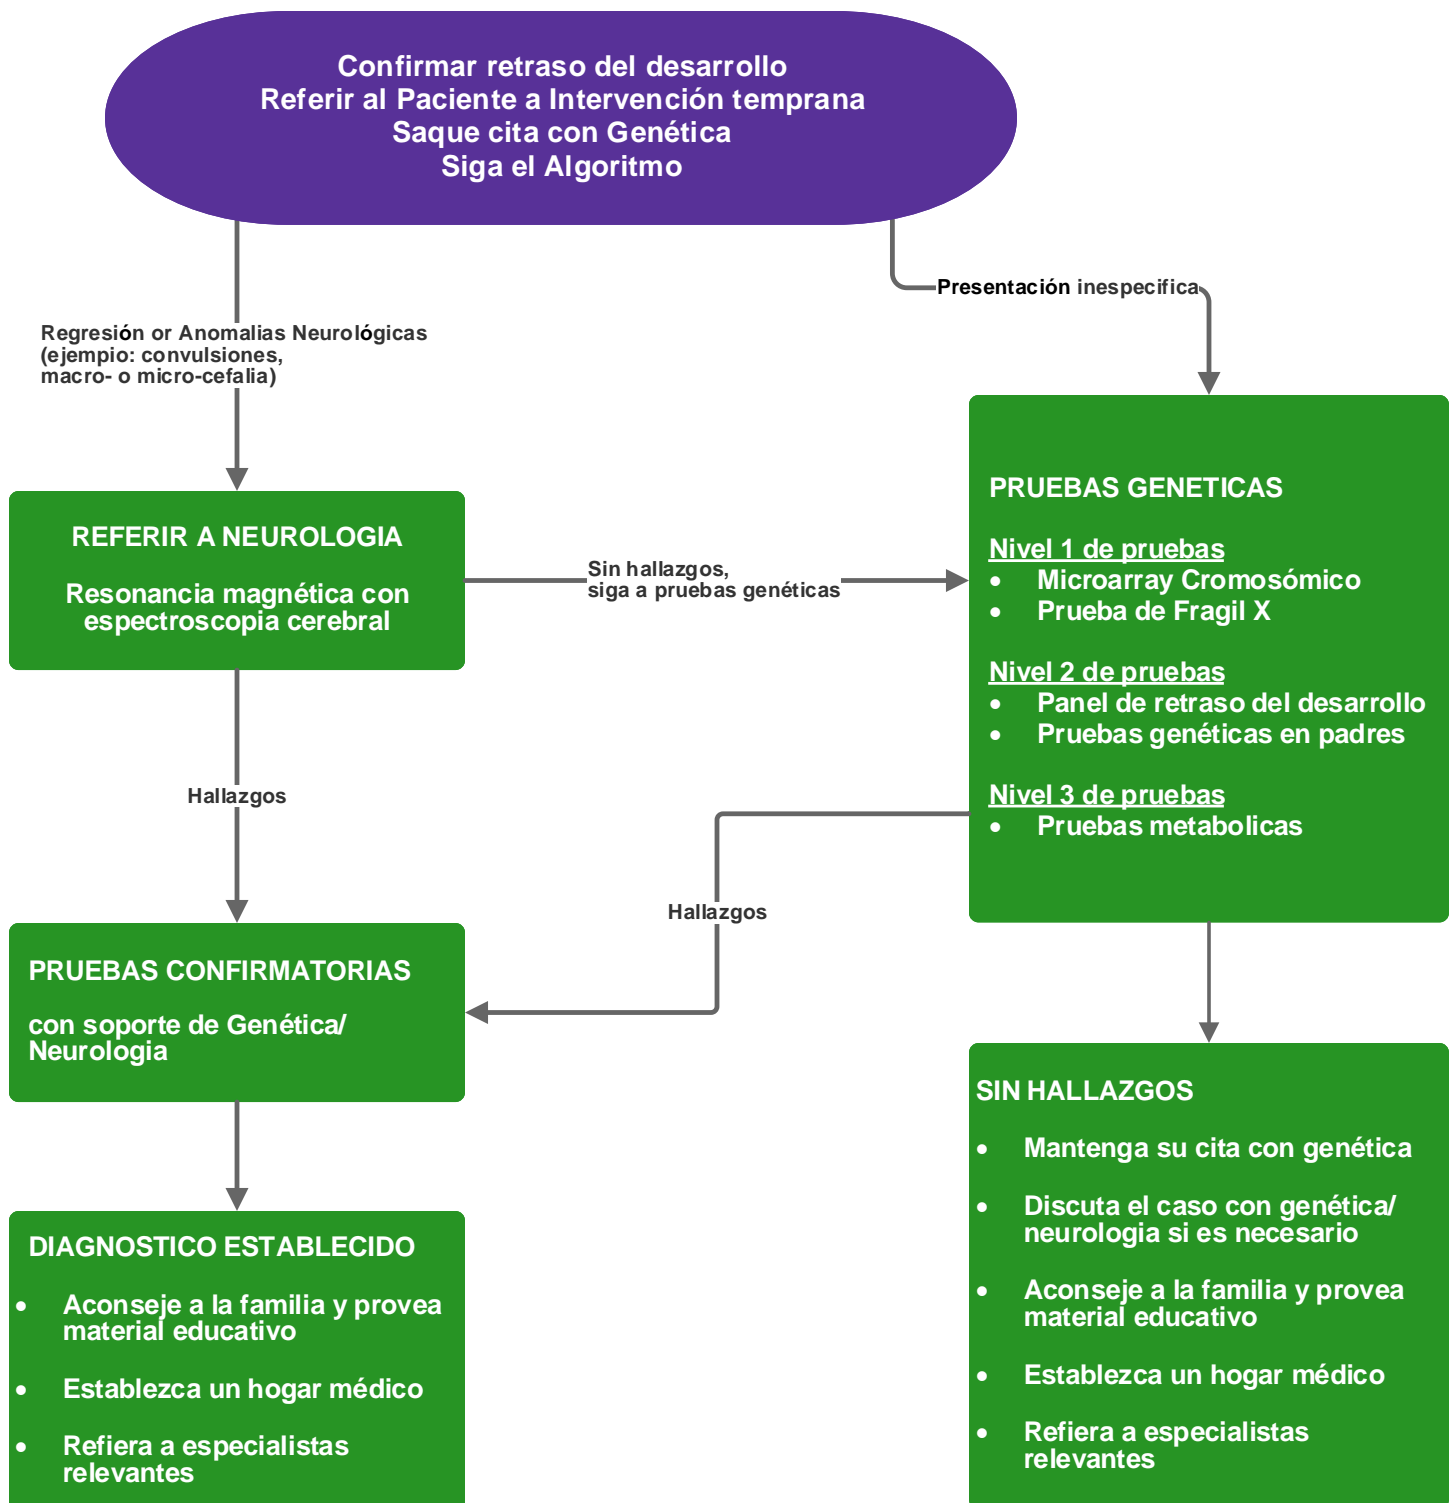 Confirmar retraso del desarrollo
Referir al Paciente a Intervención temprana
Saque cita con Genética
Siga el Algoritmo
Presentación inespecifica
Regresión or Anomalias Neurológicas
(ejempio: convulsiones,
macro- o micro-cefalia)
REFERIR A NEUROLOGIA
Resonancia magnética con
espectroscopia cerebral
Sin hallazgos,
siga a pruebas genéticas
PRUEBAS GENETICAS
Nivel 1 de pruebas
• Microarray Cromosómico
• Prueba de Fragil X
Nivel 2 de pruebas
• Panel de retraso del desarrollo
• Pruebas genéticas en padres
Nivel 3 de pruebas
• Pruebas metabolicas
Hallazgos
Hallazgos
PRUEBAS CONFIRMATORIAS
con soporte de Genética/
Neurologia
SIN HALLAZGOS
• Mantenga su cita con genética
• Discuta el caso con genética/
neurologia si es necesario
• Aconseje a la familia y provea
material educativo
• Establezca un hogar médico
• Refiera a especialistas
relevantes
DIAGNOSTICO ESTABLECIDO
• Aconseje a la familia y provea
material educativo
• Establezca un hogar médico
• Refiera a especialistas
relevantes